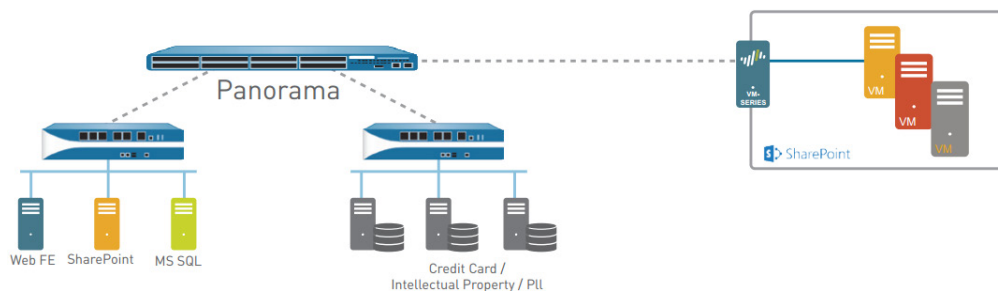 Panorama
VM-
SERIES
VM
VM
VM
S SharePoint
Web FE
SharePoint
MS SQL
Credit Card /
Intellectual Property / PII